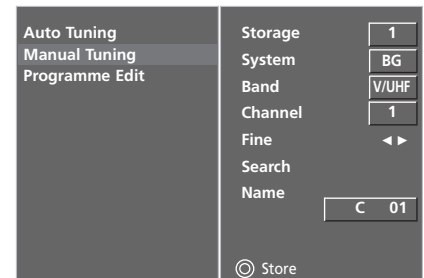 Auto Tuning
Manual Tuning
Programme Edit
Storage 1
System BG
Band V/UHF
Channel 1
Fine ◄ ►
Search
Name
C 01
Store